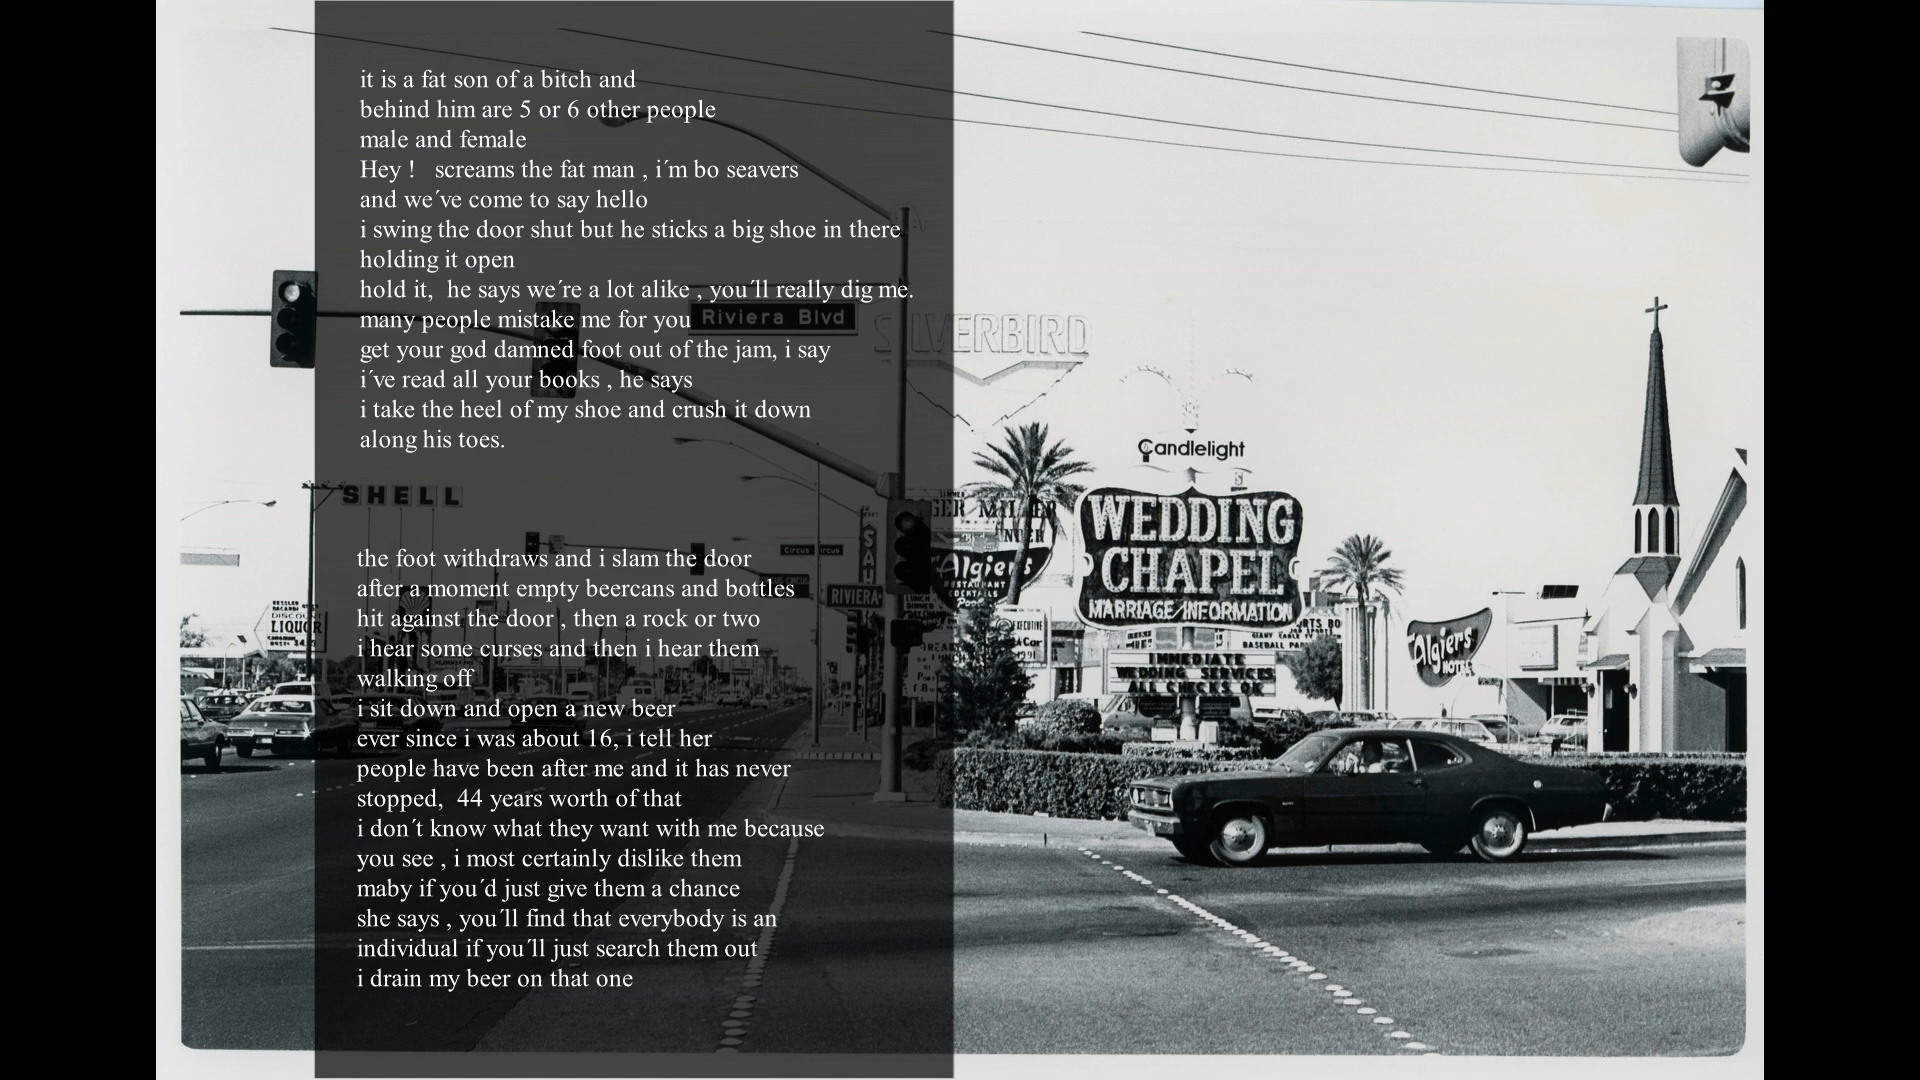 it is a fat son of a bitch and
behind him are 5 or 6 other people
male and female
Hey !   screams the fat man , i´m bo seavers
and we´ve come to say hello
i swing the door shut but he sticks a big shoe in there
holding it open
hold it,  he says we´re a lot alike , you´ll really dig me.
many people mistake me for you
get your god damned foot out of the jam, i say
i´ve read all your books , he says
i take the heel of my shoe and crush it down
along his toes.
the foot withdraws and i slam the door
after a moment empty beercans and bottles
hit against the door , then a rock or two
i hear some curses and then i hear them
walking off
i sit down and open a new beer
ever since i was about 16, i tell her
people have been after me and it has never
stopped,  44 years worth of that
i don´t know what they want with me because
you see , i most certainly dislike them
maby if you´d just give them a chance
she says , you´ll find that everybody is an
individual if you´ll just search them out
i drain my beer on that one
Riviera Blvd
SILVERBIRD
SHELL
DISCOUNT
LIQUOR
RIVIERA
Algiers
RESTAURANT
COCKTAILS
Pool
Candlelight
WEDDING
CHAPEL
MARRIAGE INFORMATION
IMMEDIATE
WEDDING SERVICES
ALL CHECKS OK
Algiers
HOTEL